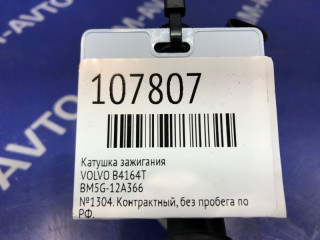 107807
Катушка зажигания
VOLVO B4164T
BM5G-12A366
№1304. Контрактный, без пробега по
РФ.